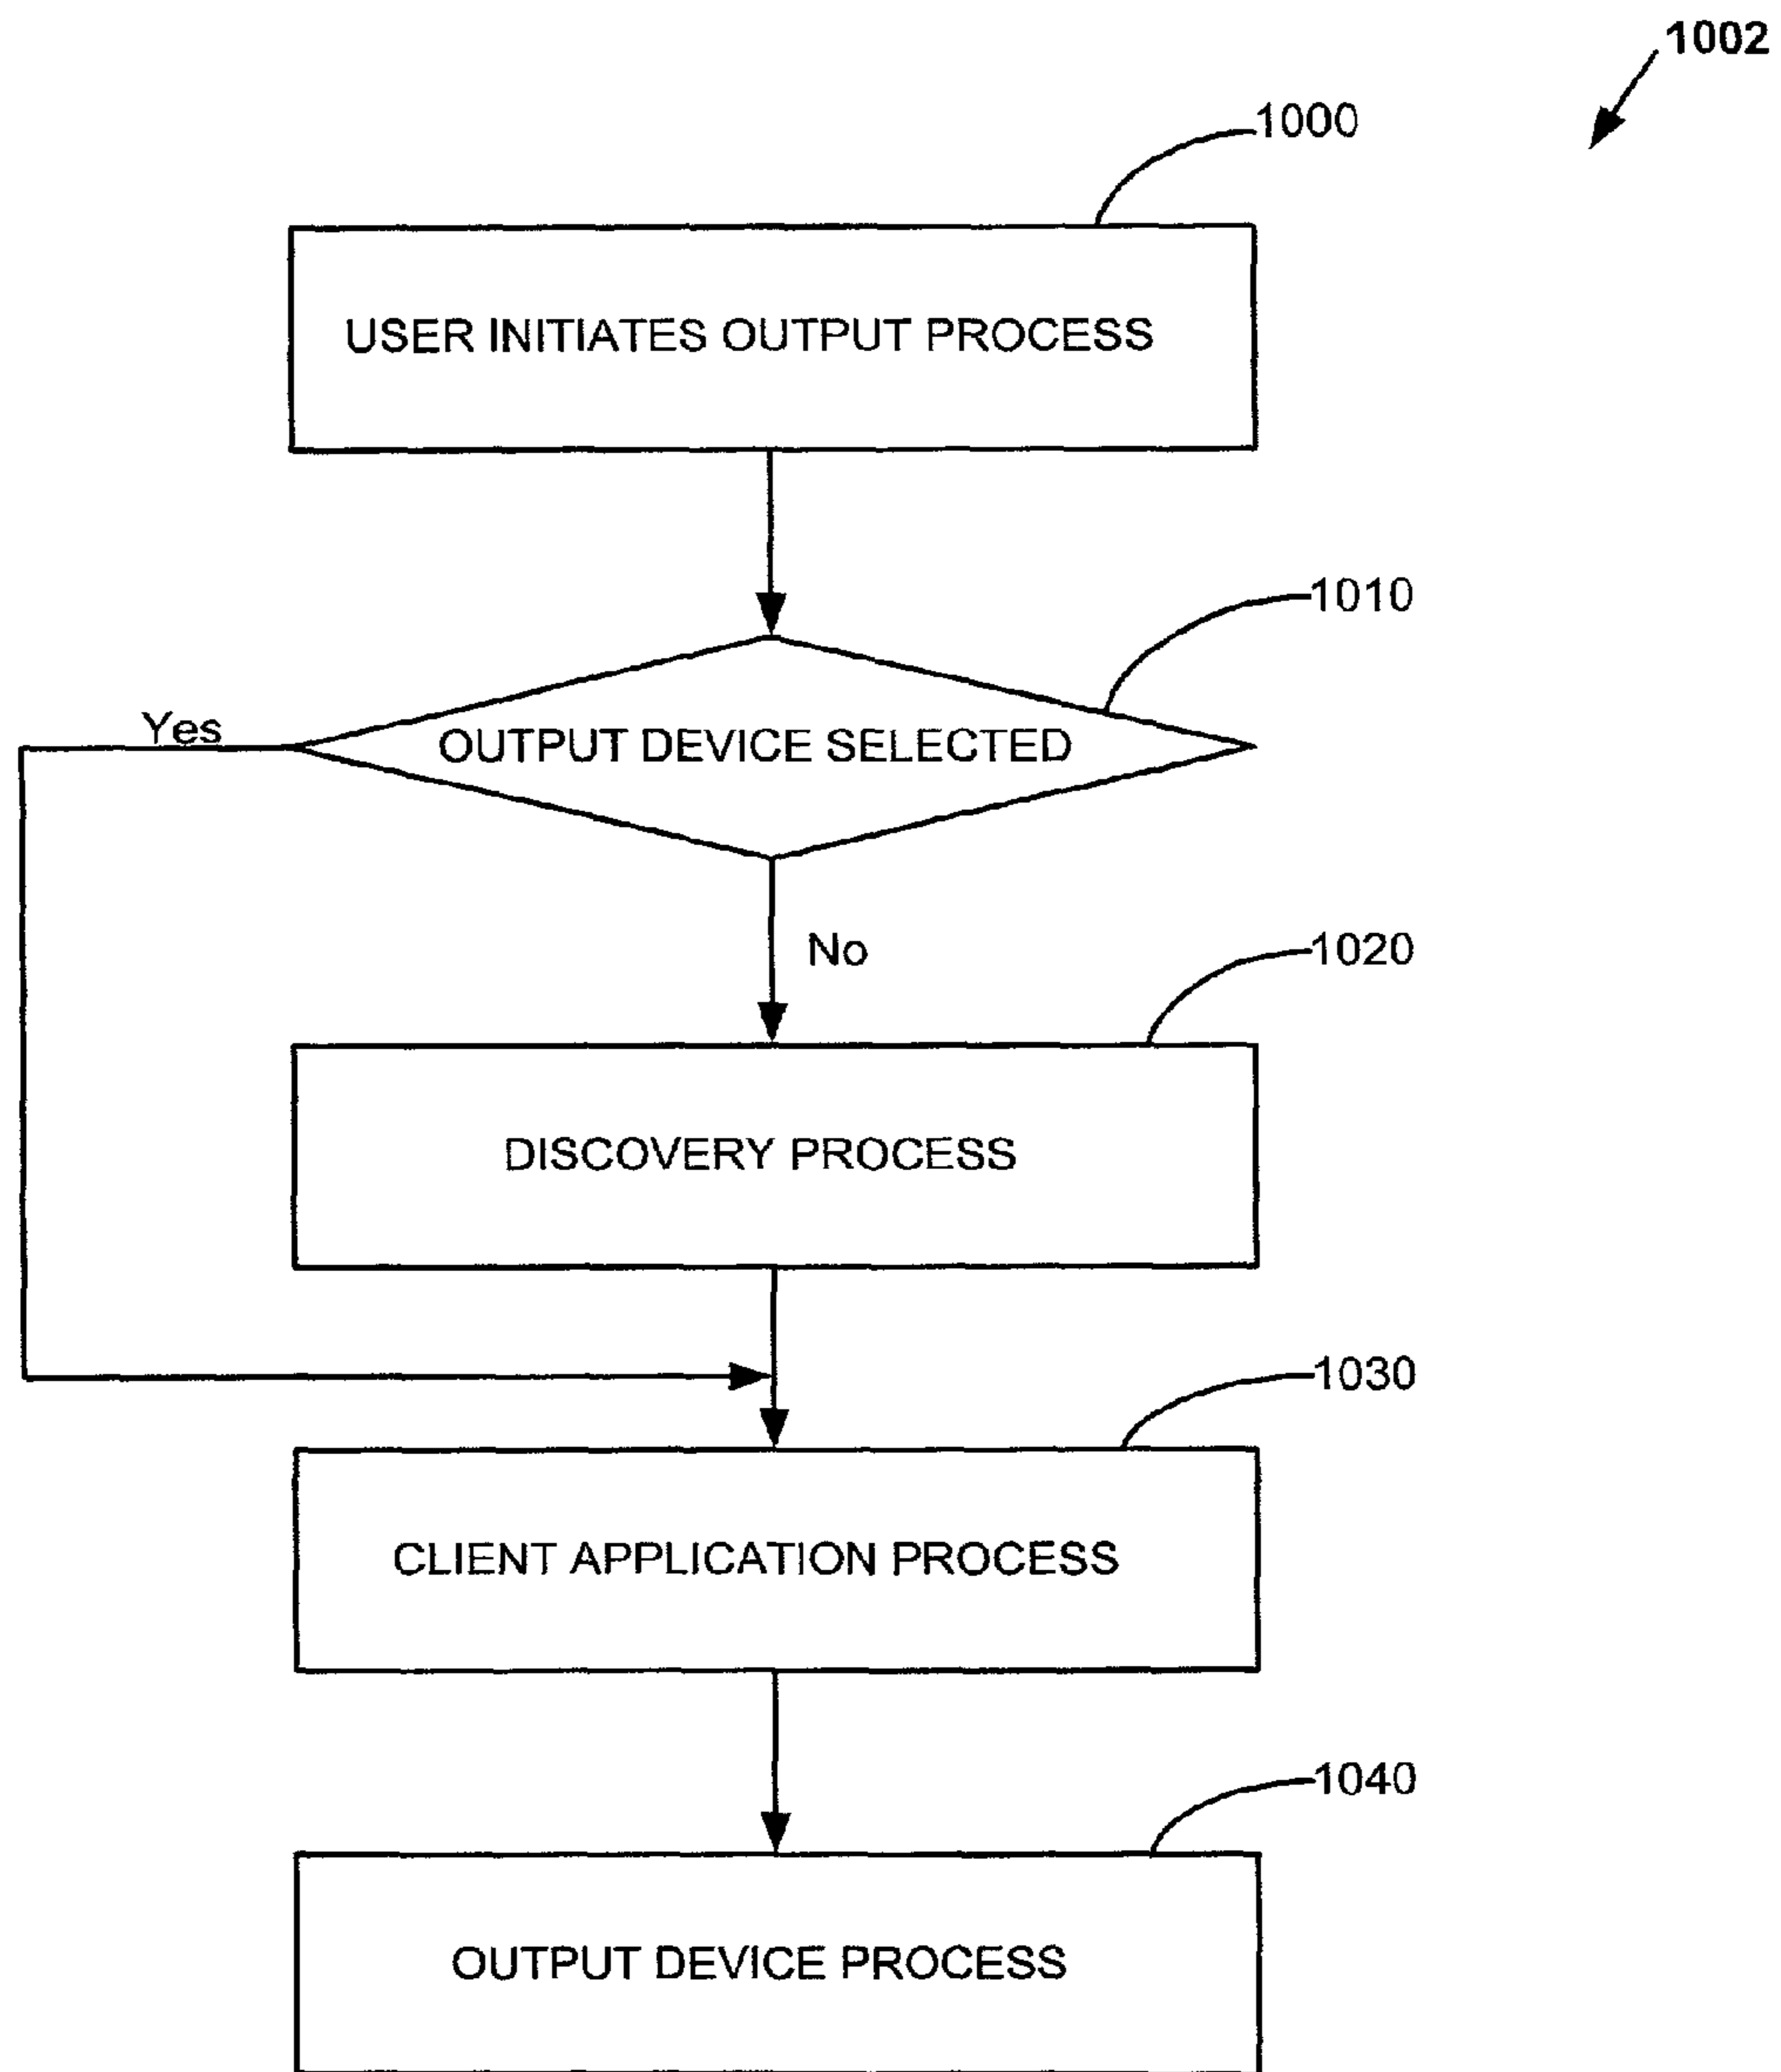 1002
1000
USER INITIATES OUTPUT PROCESS
1010
Yes
OUTPUT DEVICE SELECTED
No
1020
DISCOVERY PROCESS
1030
CLIENT APPLICATION PROCESS
1040
OUTPUT DEVICE PROCESS